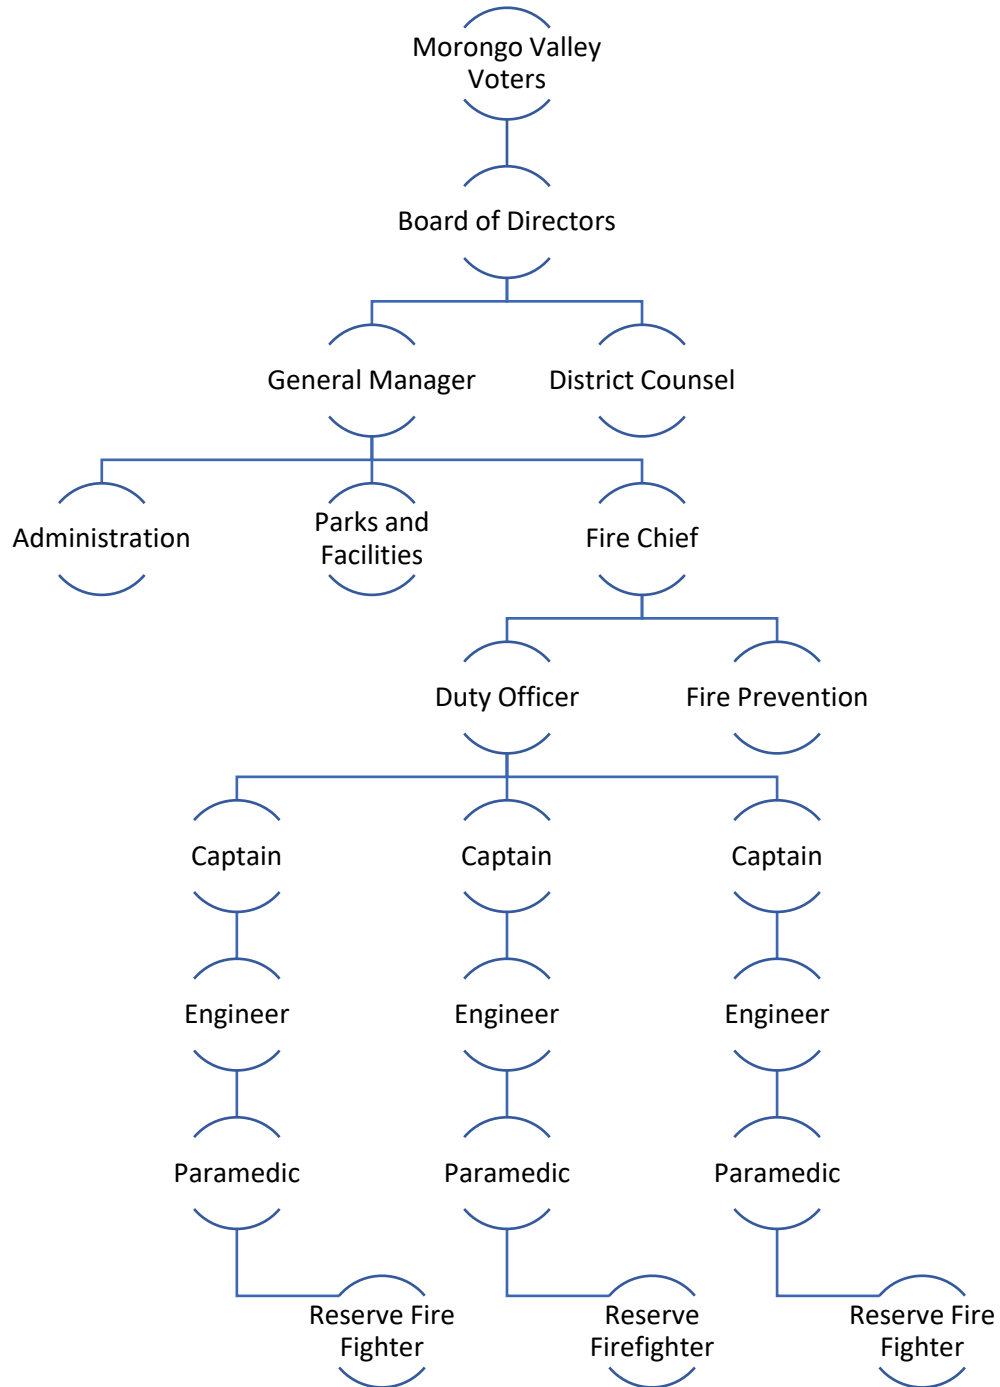 Morongo Valley
Voters
Board of Directors
General Manager
District Counsel
Administration
Parks and
Facilities
Fire Chief
Duty Officer
Fire Prevention
Captain
Captain
Captain
Engineer
Engineer
Engineer
Paramedic
Paramedic
Paramedic
Reserve Fire
Fighter
Reserve
Firefighter
Reserve Fire
Fighter